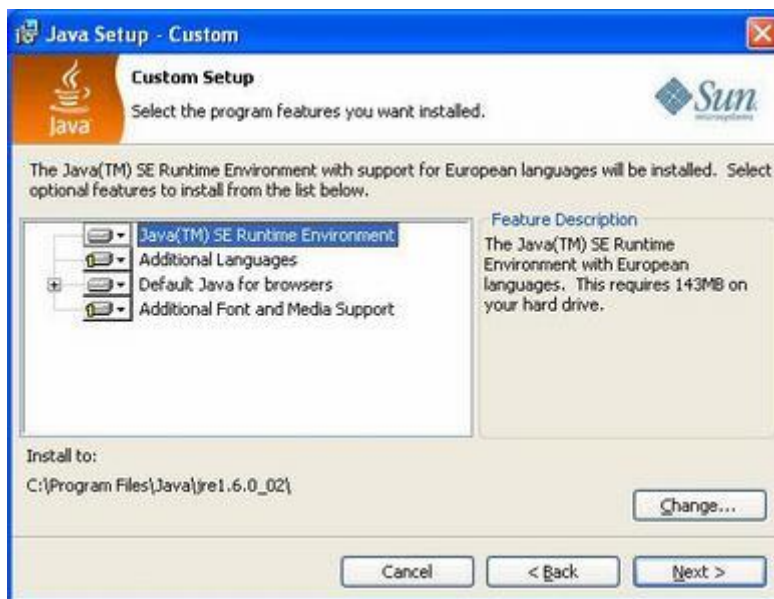 Java Setup - Custom
Java
Custom Setup
Select the program features you want installed.
Sun
microsystems
The Java(TM) SE Runtime Environment with support for European languages will be installed. Select
optional features to install from the list below.
Java(TM) SE Runtime Environment
Additional Languages
Default Java for browsers
Additional Font and Media Support
Feature Description
The Java(TM) SE Runtime
Environment with European
languages. This requires 143MB on
your hard drive.
Install to:
C:\Program Files\Java\jre1.6.0_02\
Change...
Cancel
< Back
Next >